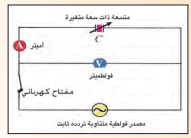 متسعة ذات سعة متغيرة
C
A
أميتر
V
فولطميتر
مفتاح كهربائي
مصدر فولطية متناوبة تردده ثابت